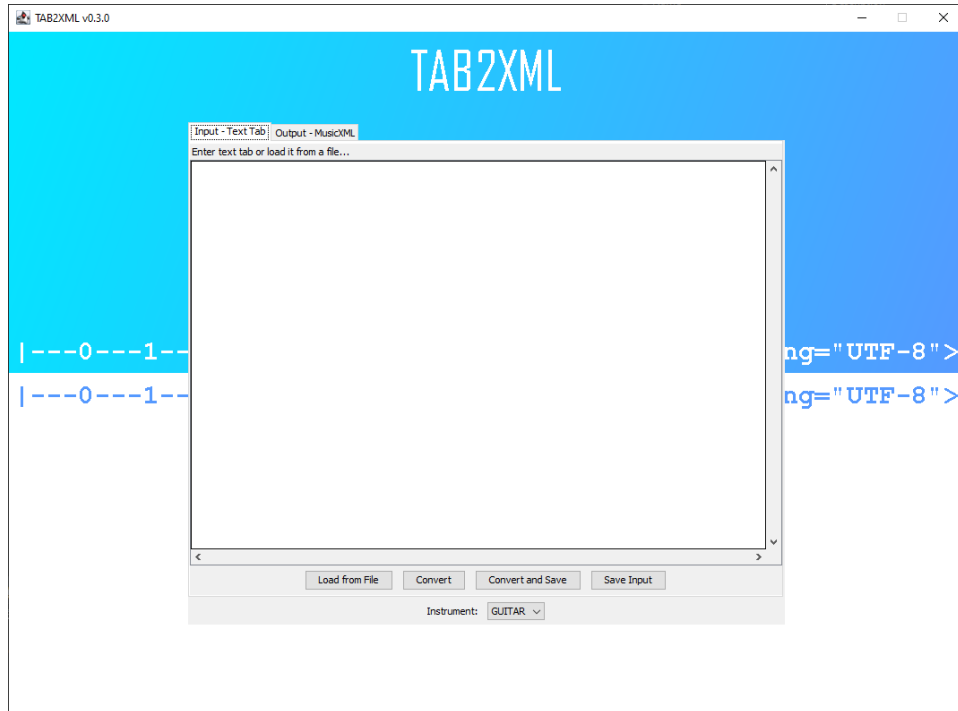 TAB2XML v0.3.0
TAB2XML
Input - Text Tab Output - MusicXML
Enter text tab or load it from a file...
|---0---1-- ng="UTF-8">
|---0---1-- ng="UTF-8">
Load from File Convert Convert and Save Save Input
Instrument: GUITAR